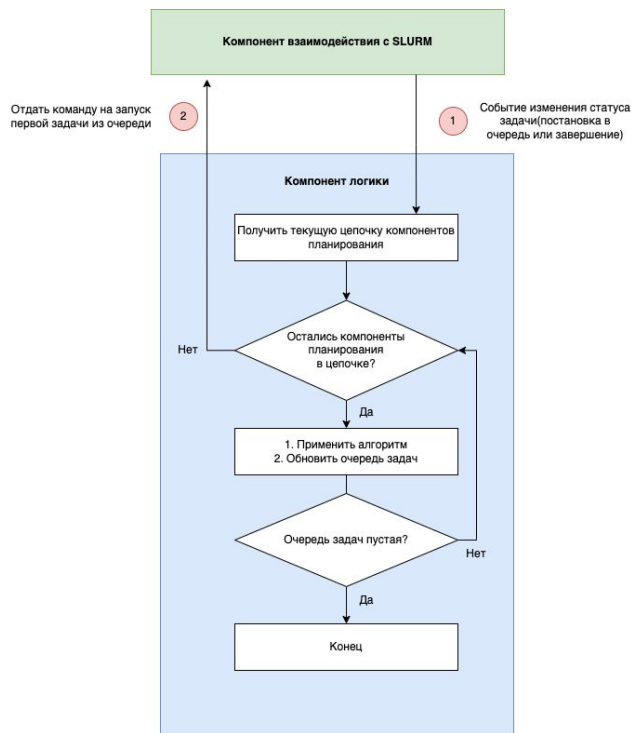 Компонент взаимодействия с SLURM
Отдать команду на запуск
первой задачи из очереди
2
1
Событие изменения статуса
задачи(постановка в
очередь или завершение)
Компонент логики
Получить текущую цепочку компонентов
планирования
Остались компоненты
планирования
в цепочке?
Нет
Да
1. Применить алгоритм
2. Обновить очередь задач
Очередь задач пустая?
Нет
Да
Конец